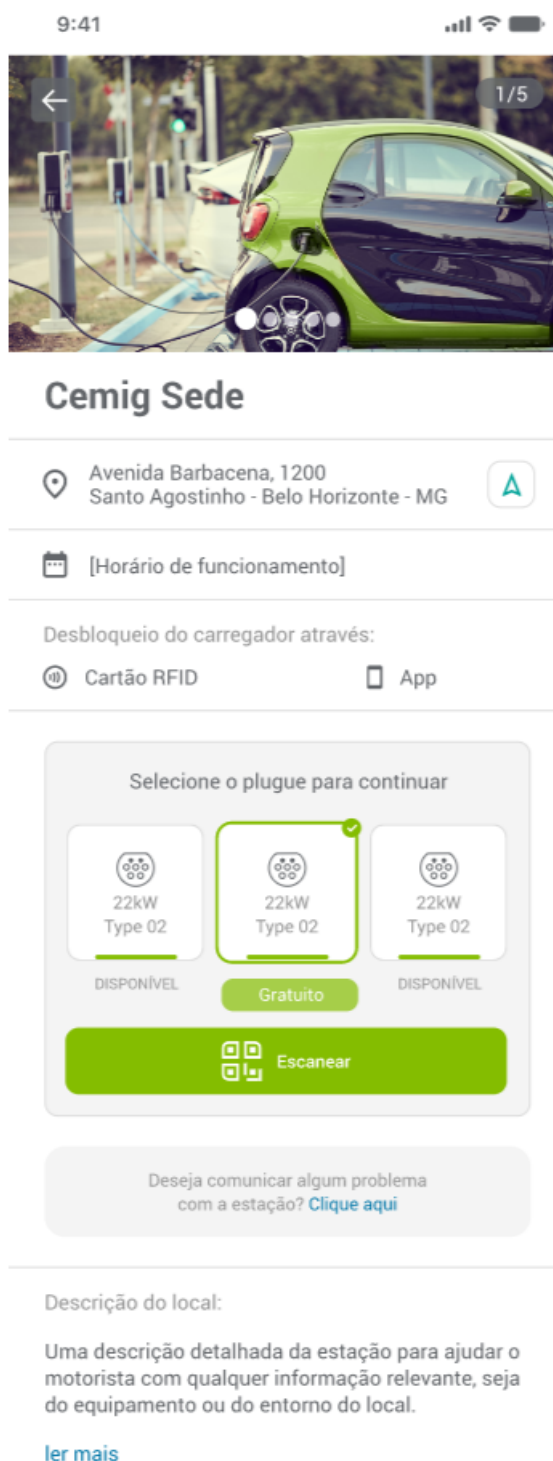 9:41
1/5
Cemig Sede
Avenida Barbacena, 1200
Santo Agostinho - Belo Horizonte - MG
[Horário de funcionamento]
Desbloqueio do carregador através:
Cartão RFID
App
Selecione o plugue para continuar
22kW
Type 02
DISPONÍVEL
22kW
Type 02
Gratuito
22kW
Type 02
DISPONÍVEL
Escanear
Deseja comunicar algum problema
com a estação? Clique aqui
Descrição do local:
Uma descrição detalhada da estação para ajudar o
motorista com qualquer informação relevante, seja
do equipamento ou do entorno do local.
ler mais